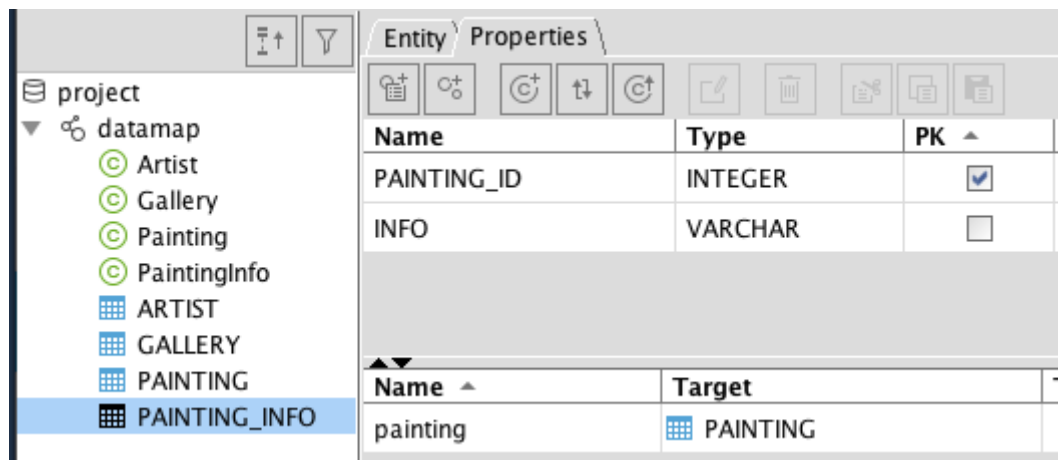 project
datamap
Artist
Gallery
Painting
PaintingInfo
ARTIST
GALLERY
PAINTING
PAINTING_INFO
Entity Properties
Name Type PK
PAINTING_ID INTEGER
INFO VARCHAR
Name Target
painting PAINTING